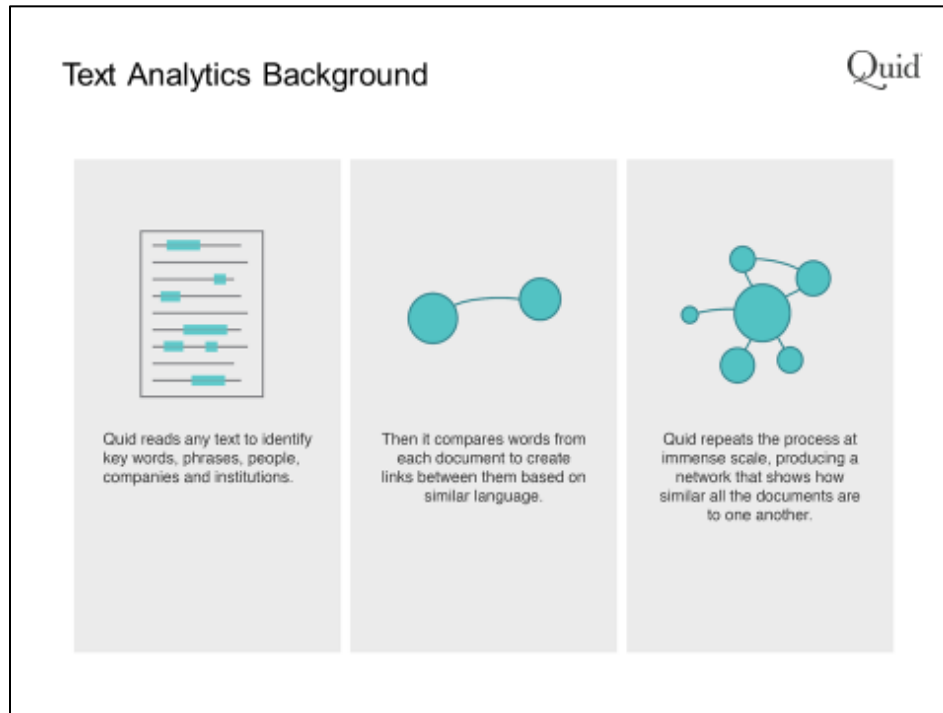 Text Analytics Background
Quid
Quid reads any text to identify
key words, phrases, people,
companies and institutions.
Then it compares words from
each document to create
links between them based on
similar language.
Quid repeats the process at
immense scale, producing a
network that shows how
similar all the documents are
to one another.